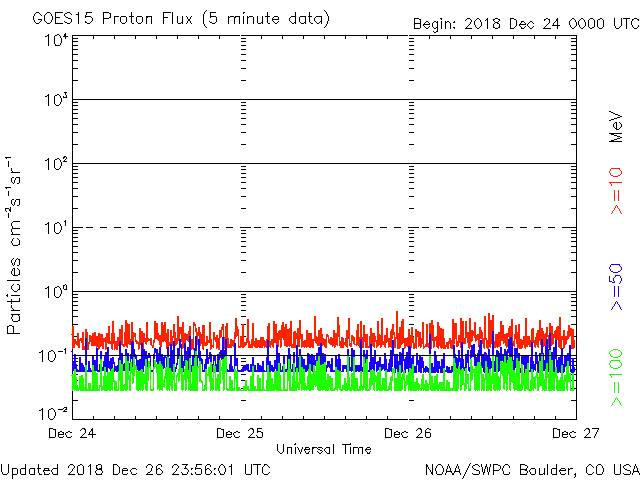 GOES15 Proton Flux (5 minute data)
Begin: 2018 Dec 24 0000 UTC
10⁴
10³
10²
10¹
10⁰
10⁻¹
10⁻²
Particles cm⁻²s⁻¹sr⁻¹
Dec 24
Dec 25
Dec 26
Dec 27
Universal Time
MeV
>=10
>=50
>=100
Updated 2018 Dec 26 23:56:01 UTC
NOAA/SWPC Boulder, CO USA